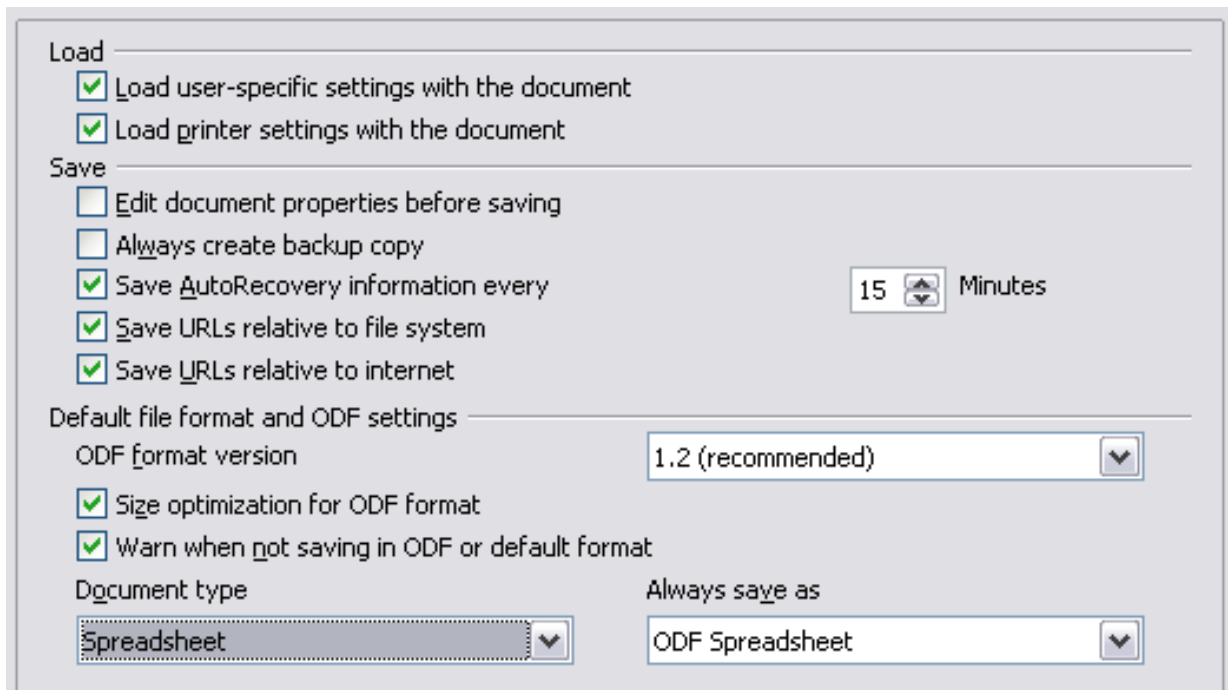 Load
Load user-specific settings with the document
Load printer settings with the document
Save
Edit document properties before saving
Always create backup copy
Save AutoRecovery information every 15 Minutes
Save URLs relative to file system
Save URLs relative to internet
Default file format and ODF settings
ODF format version 1.2 (recommended)
Size optimization for ODF format
Warn when not saving in ODF or default format
Document type Always save as
Spreadsheet ODF Spreadsheet